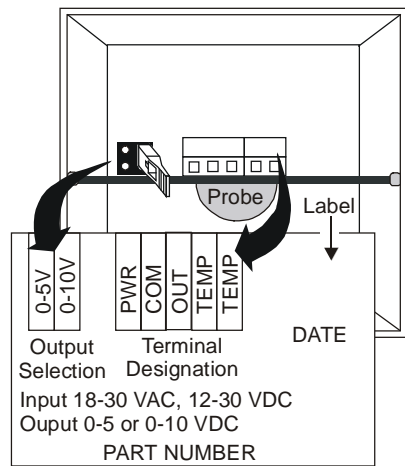 Probe
Label
0-5V
0-10V
PWR
COM
OUT
TEMP
TEMP
DATE
Output
Selection
Terminal
Designation
Input 18-30 VAC, 12-30 VDC
Ouput 0-5 or 0-10 VDC
PART NUMBER